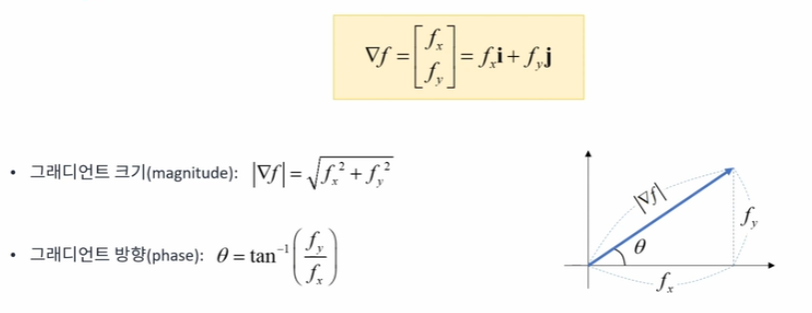 ∇f = [f_x f_y] = f_x i + f_y j
• 그래디언트 크기(magnitude): |∇f| = √(f_x² + f_y²)
• 그래디언트 방향(phase): θ = tan⁻¹(f_y / f_x)
|∇f|
f_y
θ
f_x